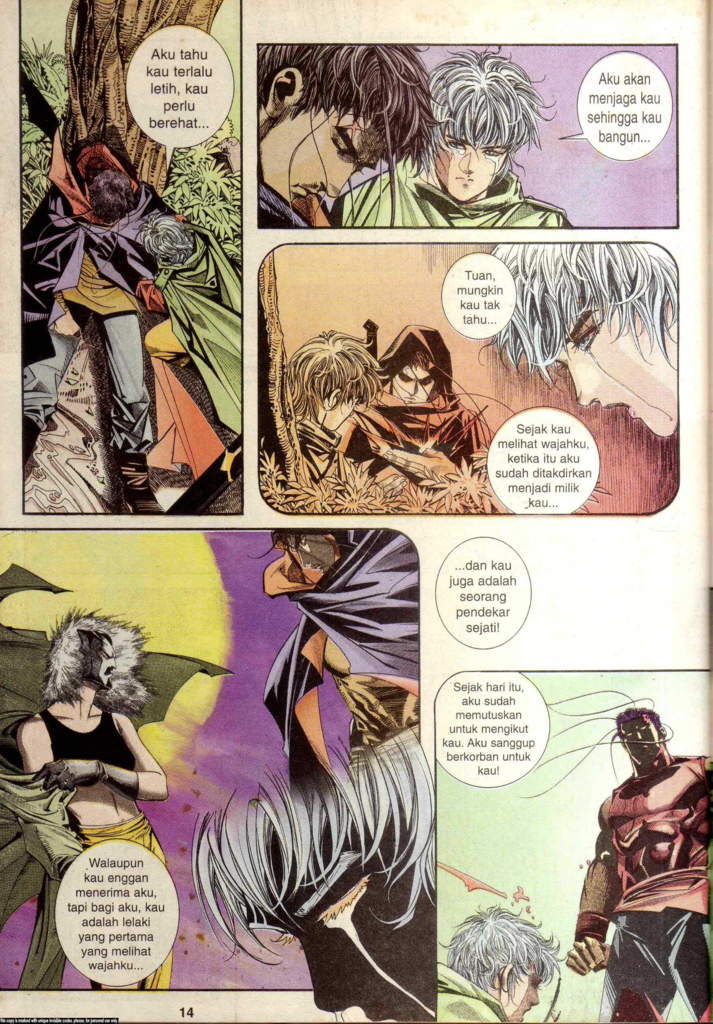 Aku tahu
kau terlalu
letih, kau
perlu
berehat...
Aku akan
menjaga kau
sehingga kau
bangun...
Tuan,
mungkin
kau tak
tahu...
Sejak kau
melihat wajahku,
ketika itu aku
sudah ditakdirkan
menjadi milik
kau...
...dan kau
juga adalah
seorang
pendekar
sejati!
Walaupun
kau enggan
menerima aku,
tapi bagi aku, kau
adalah lelaki
yang pertama
yang melihat
wajahku...
Sejak hari itu,
aku sudah
memutuskan
untuk mengikut
kau. Aku sanggup
berkorban untuk
kau!
14